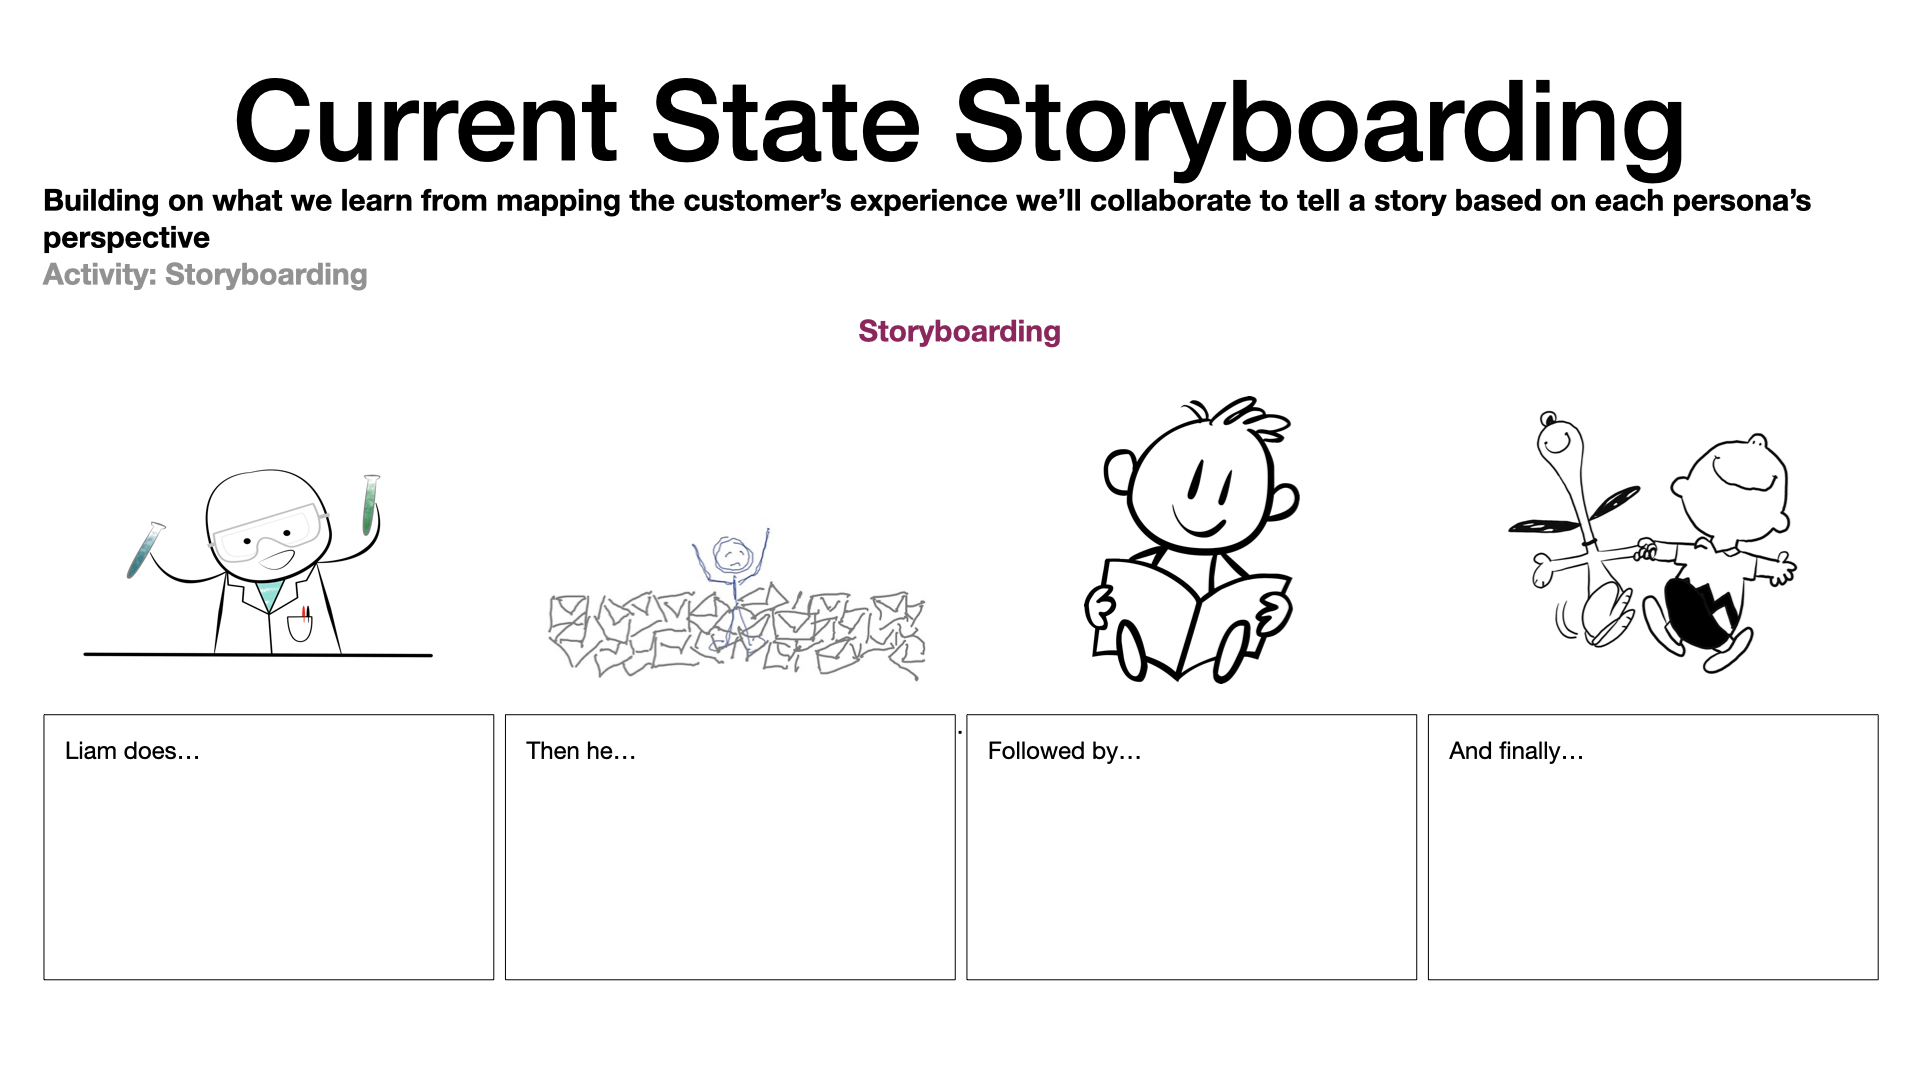 Current State Storyboarding
Building on what we learn from mapping the customer’s experience we’ll collaborate to tell a story based on each persona’s
perspective
Activity: Storyboarding
Storyboarding
Liam does…
Then he…
.
Followed by…
And finally…